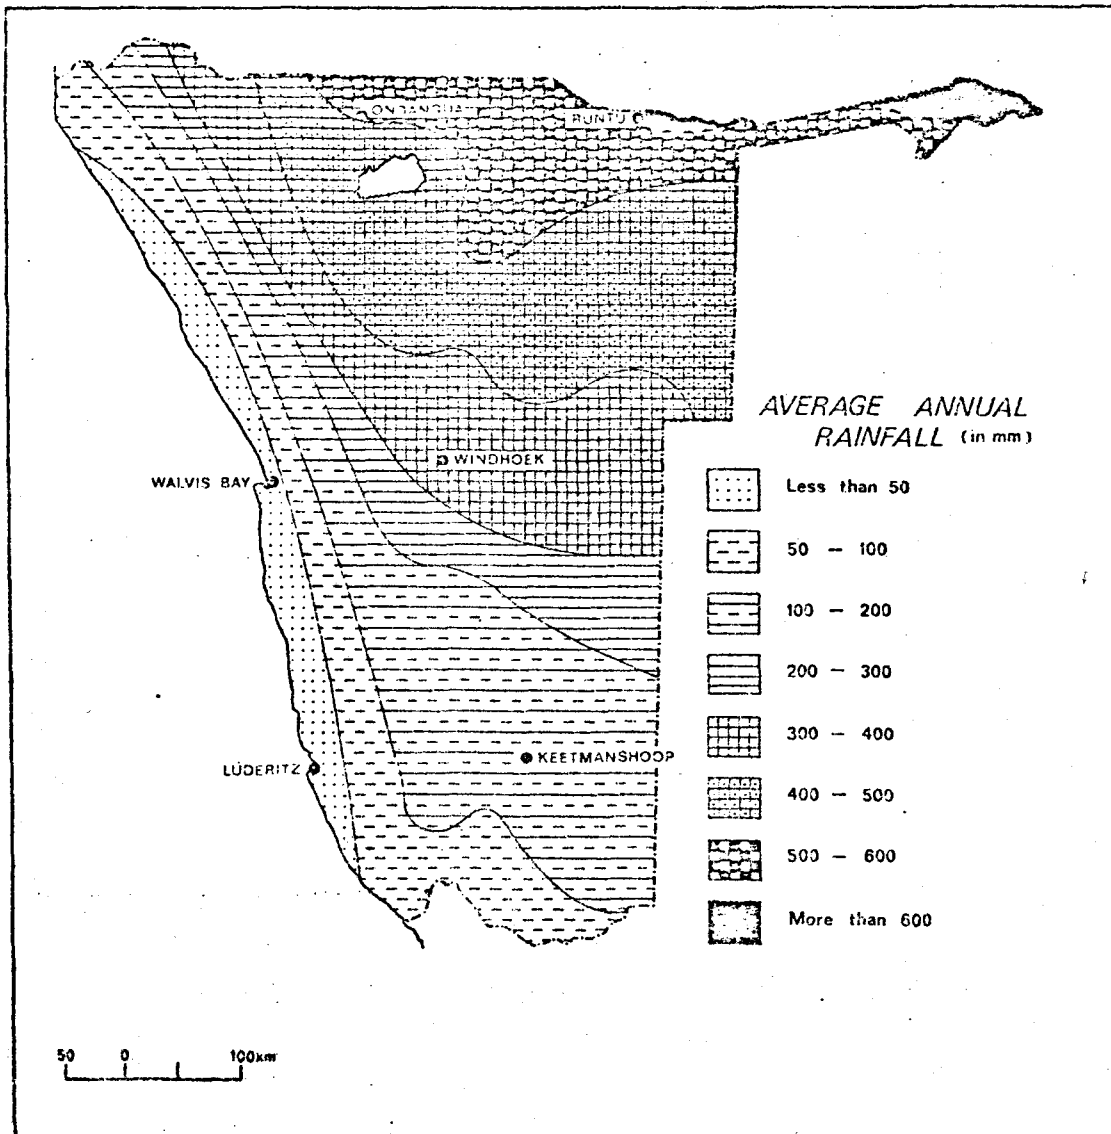 ONDANGUA
RUNTU
WINDHOEK
WALVIS BAY
LÜDERITZ
KEETMANSHOOP
AVERAGE ANNUAL
RAINFALL (in mm)
Less than 50
50 – 100
100 – 200
200 – 300
300 – 400
400 – 500
500 – 600
More than 600
50 0 100km